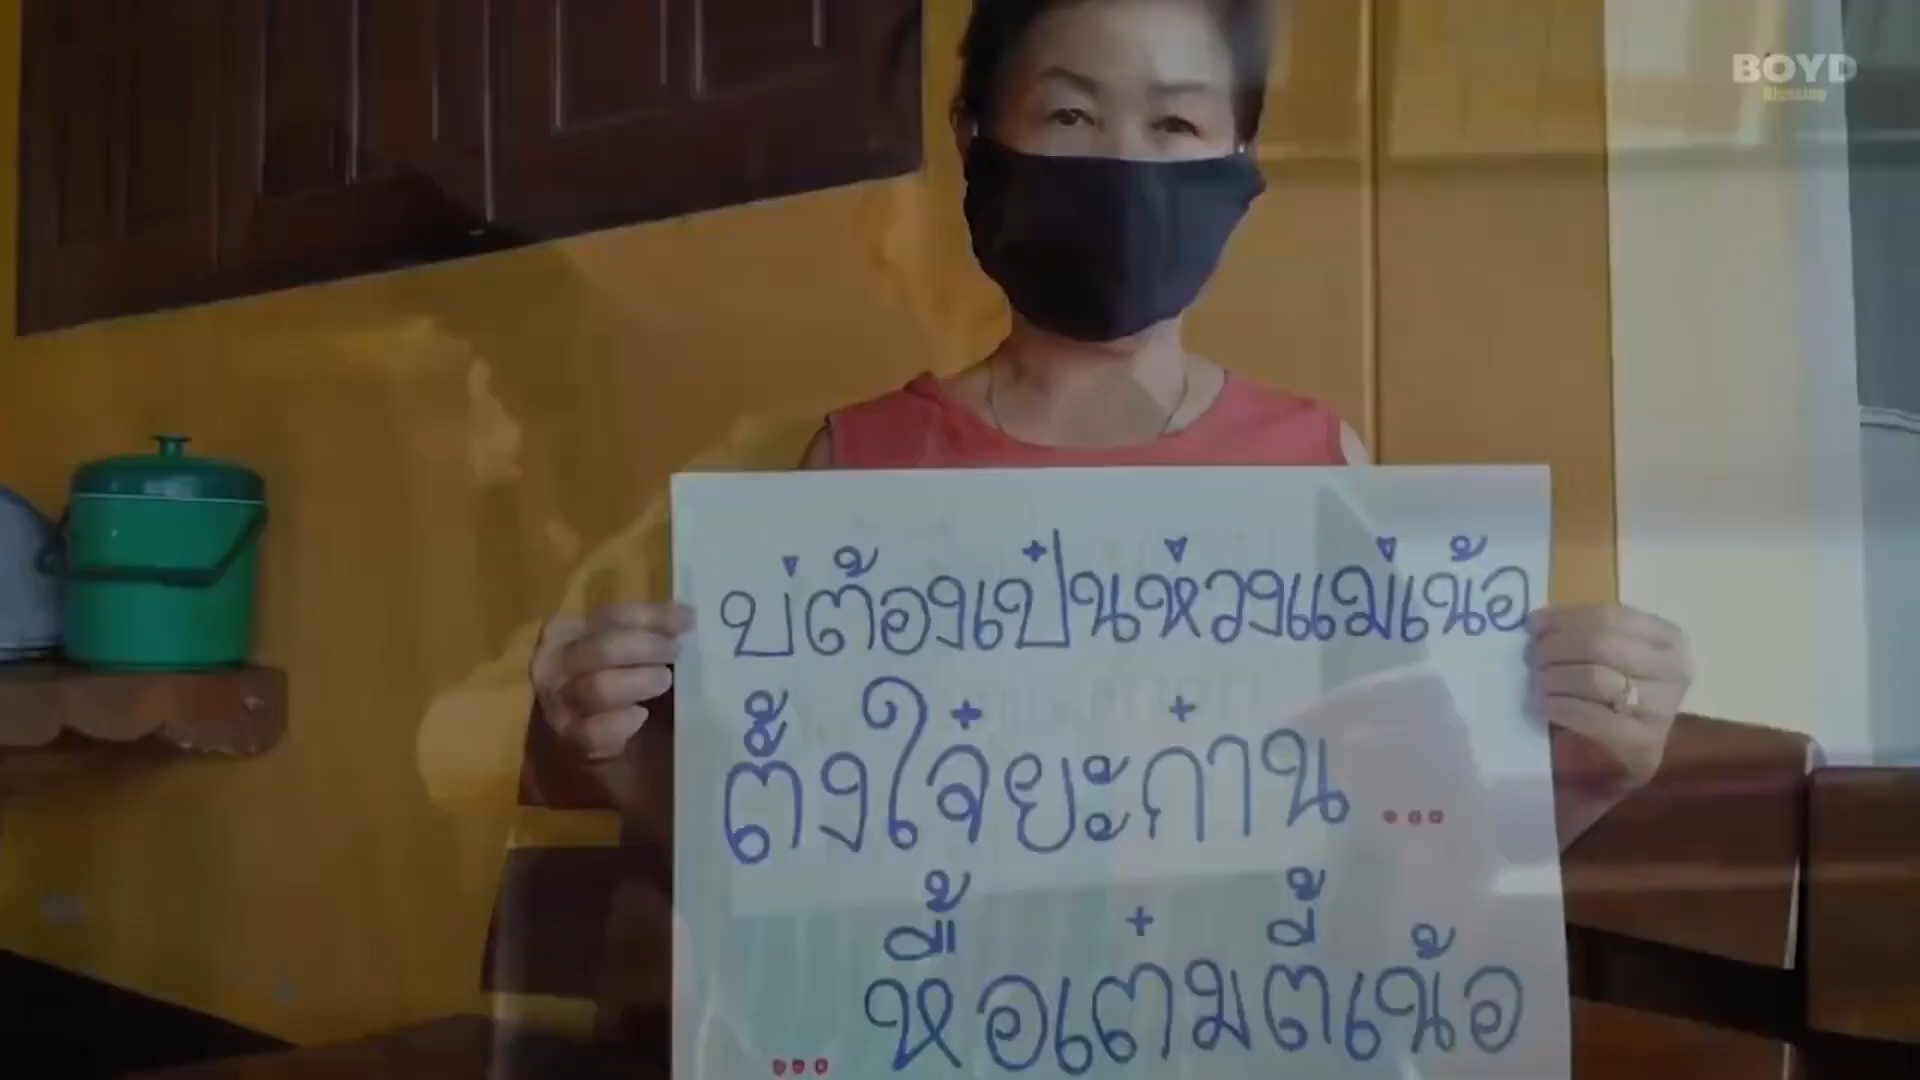 BOYD
Blessing
บ่ต้องเป๋นห่วงแม่เน้อ
ตั้งใจ๋ยะก๋าน ...
... หื้อเต๋มตี้เน้อ